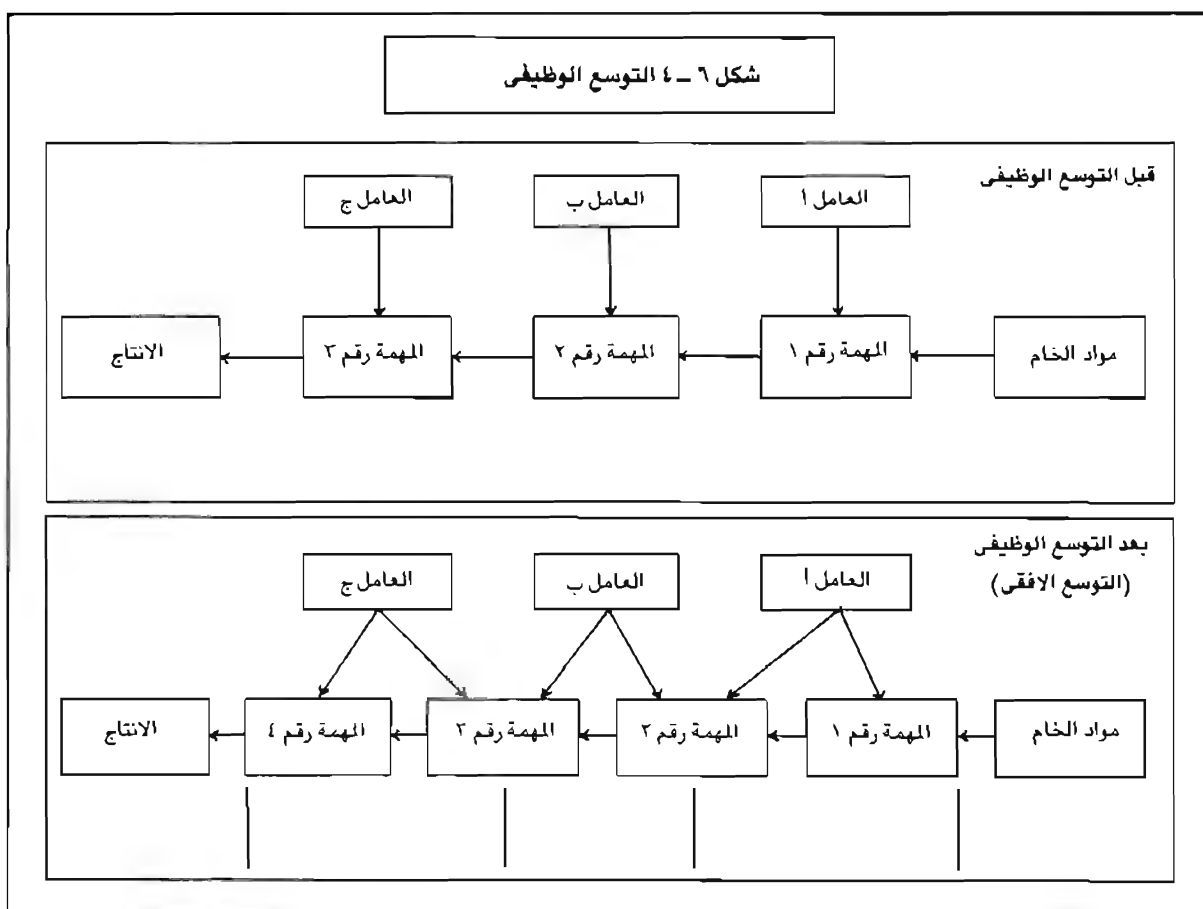 شكل ٦ – ٤ التوسع الوظيفى
قبل التوسع الوظيفى
العامل أ
العامل ب
العامل ج
مواد الخام
المهمة رقم ١
المهمة رقم ٢
المهمة رقم ٣
الانتاج
بعد التوسع الوظيفى
(التوسع الافقى)
العامل أ
العامل ب
العامل ج
مواد الخام
المهمة رقم ١
المهمة رقم ٢
المهمة رقم ٣
المهمة رقم ٤
الانتاج